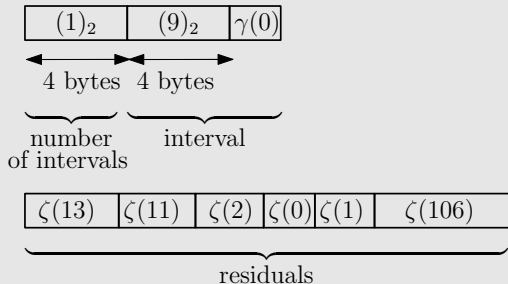 (1)₂ (9)₂ γ(0)
4 bytes 4 bytes
number
of intervals
interval
ζ(13) ζ(11) ζ(2) ζ(0) ζ(1) ζ(106)
residuals